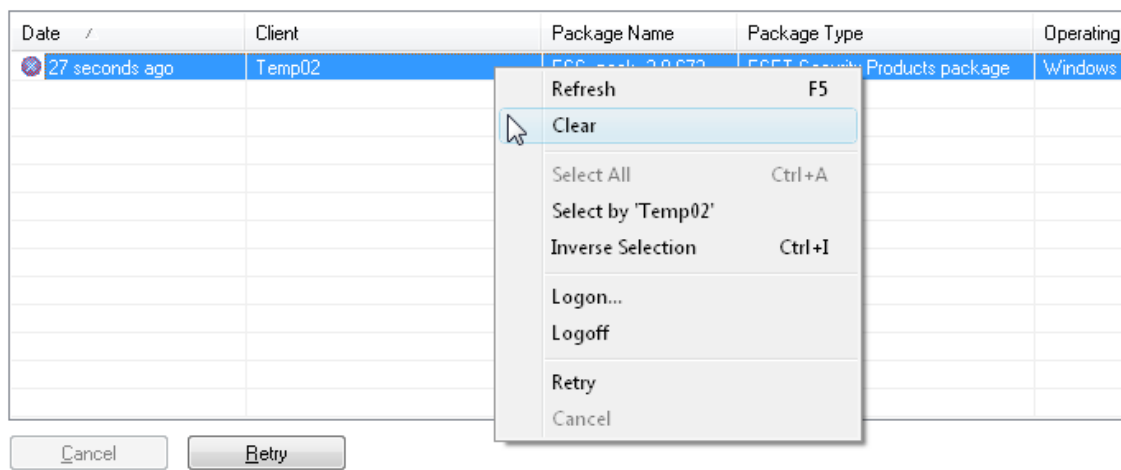 Date Client Package Name Package Type Operating
27 seconds ago Temp02 ESET Security Products package Windows
Refresh F5
Clear
Select All Ctrl+A
Select by 'Temp02'
Inverse Selection Ctrl+I
Logon...
Logoff
Retry
Cancel
Cancel Retry